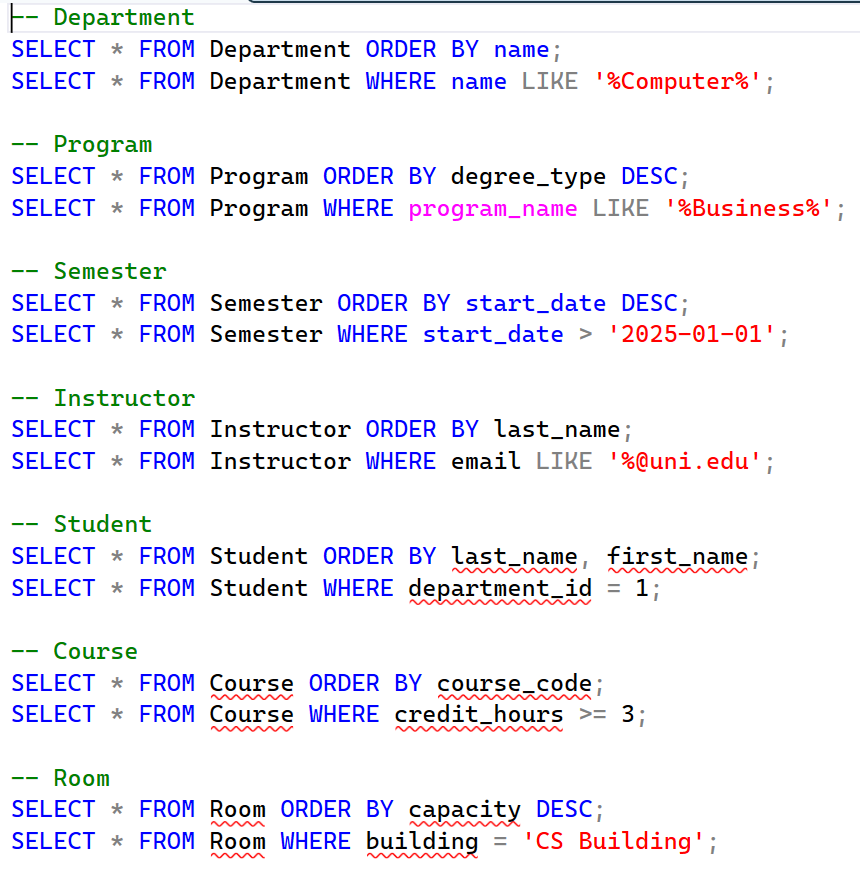 -- Department
SELECT * FROM Department ORDER BY name;
SELECT * FROM Department WHERE name LIKE '%Computer%';
-- Program
SELECT * FROM Program ORDER BY degree_type DESC;
SELECT * FROM Program WHERE program_name LIKE '%Business%';
-- Semester
SELECT * FROM Semester ORDER BY start_date DESC;
SELECT * FROM Semester WHERE start_date > '2025-01-01';
-- Instructor
SELECT * FROM Instructor ORDER BY last_name;
SELECT * FROM Instructor WHERE email LIKE '%@uni.edu';
-- Student
SELECT * FROM Student ORDER BY last_name, first_name;
SELECT * FROM Student WHERE department_id = 1;
-- Course
SELECT * FROM Course ORDER BY course_code;
SELECT * FROM Course WHERE credit_hours >= 3;
-- Room
SELECT * FROM Room ORDER BY capacity DESC;
SELECT * FROM Room WHERE building = 'CS Building';